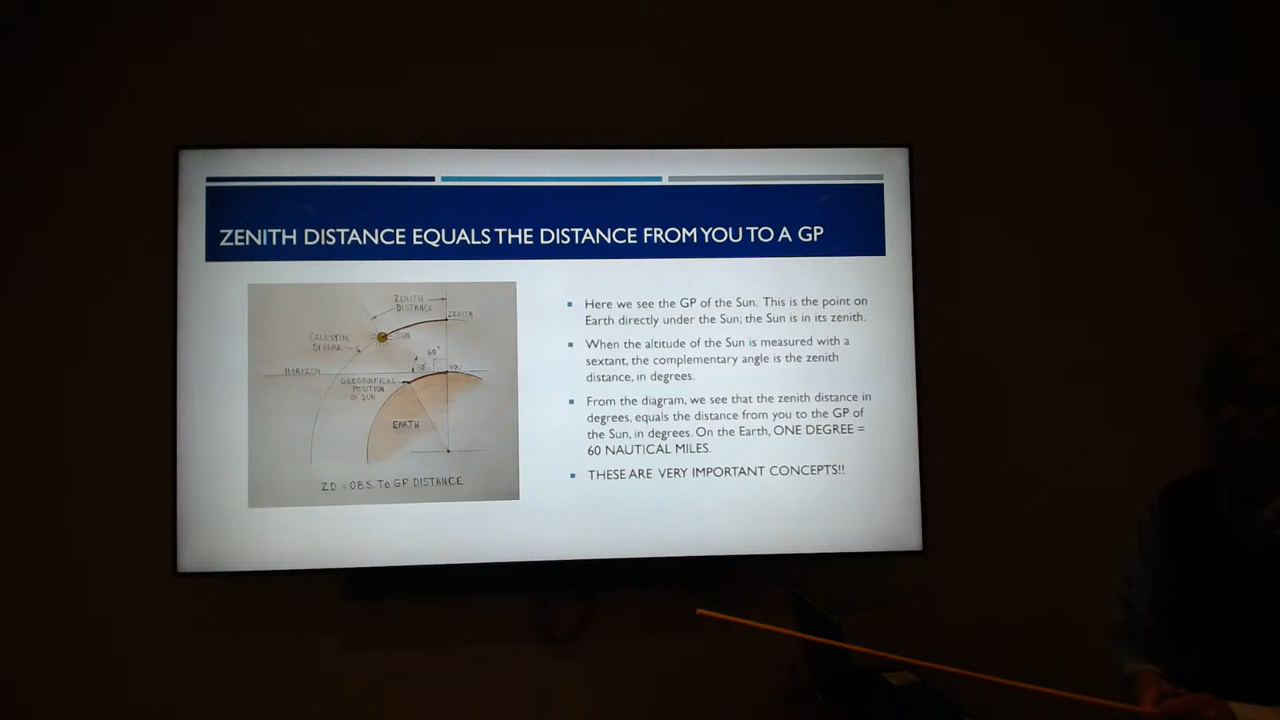 ZENITH DISTANCE EQUALS THE DISTANCE FROM YOU TO A GP
ZENITH
DISTANCE
ZENITH
SUN
CELESTIAL
SPHERE
60°
30°
HORIZON
YOU
GEOGRAPHICAL
POSITION
OF SUN
EARTH
ZD = OBS. TO GP DISTANCE
Here we see the GP of the Sun. This is the point on
Earth directly under the Sun; the Sun is in its zenith.
When the altitude of the Sun is measured with a
sextant, the complementary angle is the zenith
distance, in degrees.
From the diagram, we see that the zenith distance in
degrees, equals the distance from you to the GP of
the Sun, in degrees. On the Earth, ONE DEGREE =
60 NAUTICAL MILES.
THESE ARE VERY IMPORTANT CONCEPTS!!